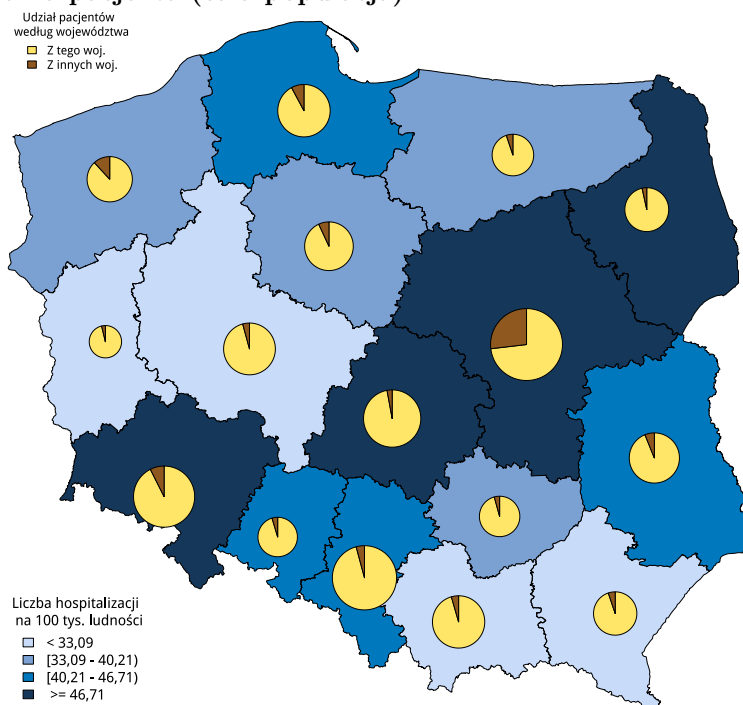 Udział pacjentów
według województwa
Z tego woj.
Z innych woj.
Liczba hospitalizacji
na 100 tys. ludności
< 33,09
[33,09 - 40,21)
[40,21 - 46,71)
>= 46,71